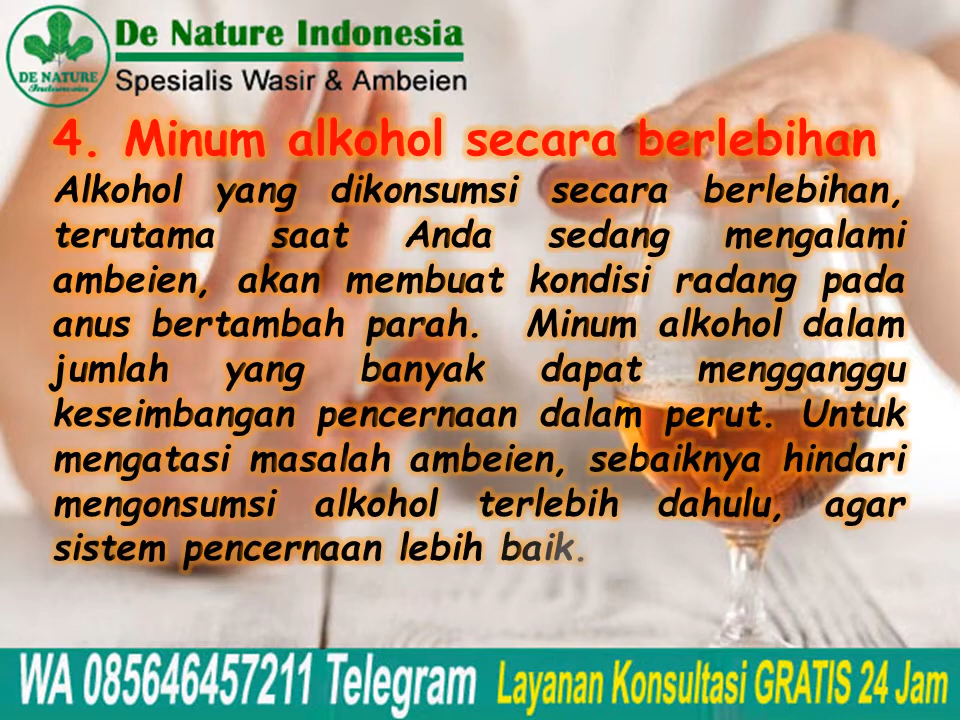 De Nature Indonesia
DE NATURE
Indonesia
Spesialis Wasir & Ambeien
4. Minum alkohol secara berlebihan
Alkohol yang dikonsumsi secara berlebihan,
terutama saat Anda sedang mengalami
ambeien, akan membuat kondisi radang pada
anus bertambah parah. Minum alkohol dalam
jumlah yang banyak dapat mengganggu
keseimbangan pencernaan dalam perut. Untuk
mengatasi masalah ambeien, sebaiknya hindari
mengonsumsi alkohol terlebih dahulu, agar
sistem pencernaan lebih baik.
WA 085646457211 Telegram Layanan Konsultasi GRATIS 24 Jam